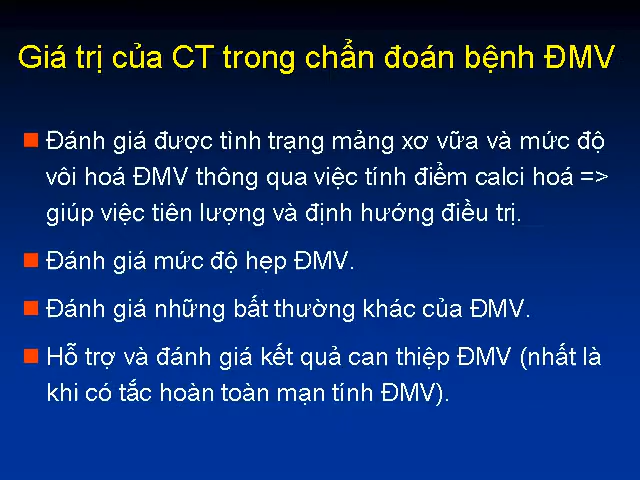 Giá trị của CT trong chẩn đoán bệnh ĐMV
Đánh giá được tình trạng mảng xơ vữa và mức độ
vôi hoá ĐMV thông qua việc tính điểm calci hoá =>
giúp việc tiên lượng và định hướng điều trị.
Đánh giá mức độ hẹp ĐMV.
Đánh giá những bất thường khác của ĐMV.
Hỗ trợ và đánh giá kết quả can thiệp ĐMV (nhất là
khi có tắc hoàn toàn mạn tính ĐMV).